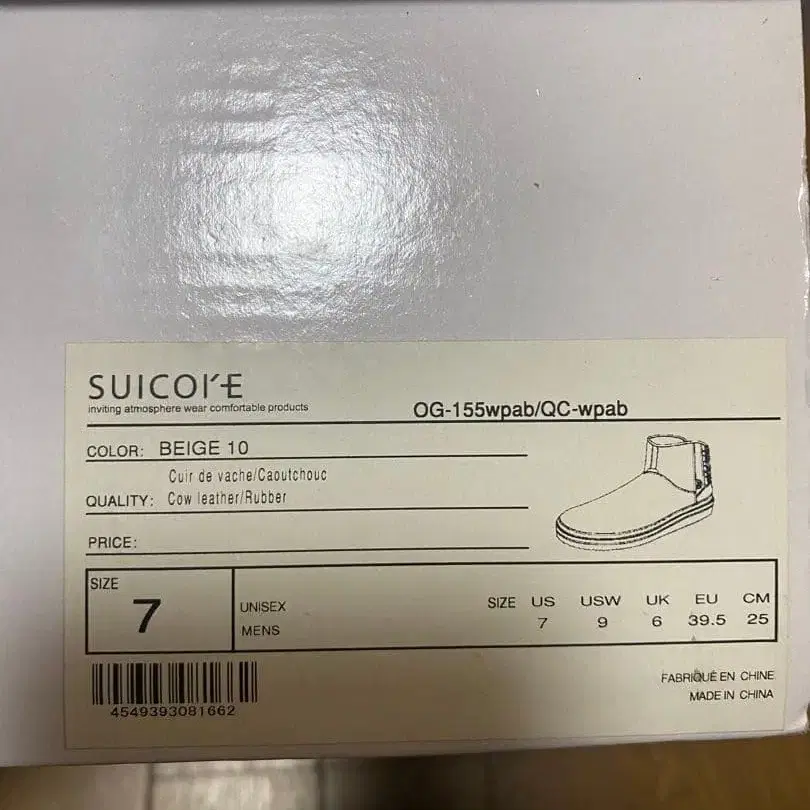 SUICOKE
inviting atmosphere wear comfortable products
OG-155wpab/QC-wpab
COLOR: BEIGE 10
Cuir de vache/Caoutchouc
QUALITY: Cow leather/Rubber
PRICE:
SIZE
7
UNISEX
MENS
SIZE US USW UK EU CM
7 9 6 39.5 25
4549393081662
FABRIQUÉ EN CHINE
MADE IN CHINA